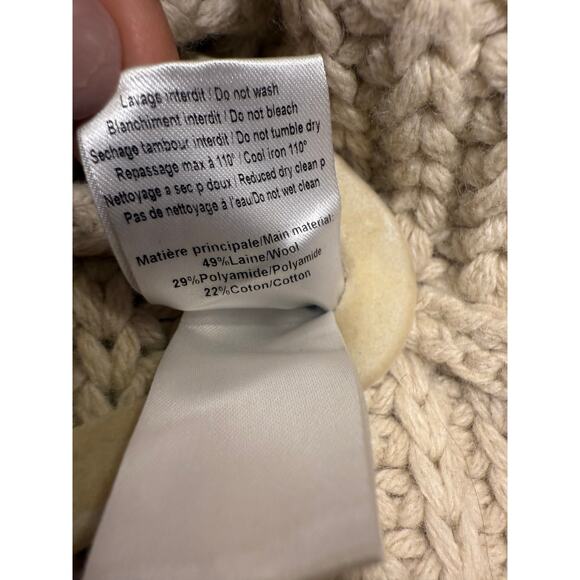 Lavage interdit / Do not wash
Blanchiment interdit / Do not bleach
Sechage tambour interdit / Do not tumble dry
Repassage max à 110° / Cool iron 110°
Nettoyage a sec p doux / Reduced dry clean p
Pas de nettoyage à l'eau/Do not wet clean
Matière principale/Main material:
49%Laine/Wool
29%Polyamide/Polyamide
22%Coton/Cotton